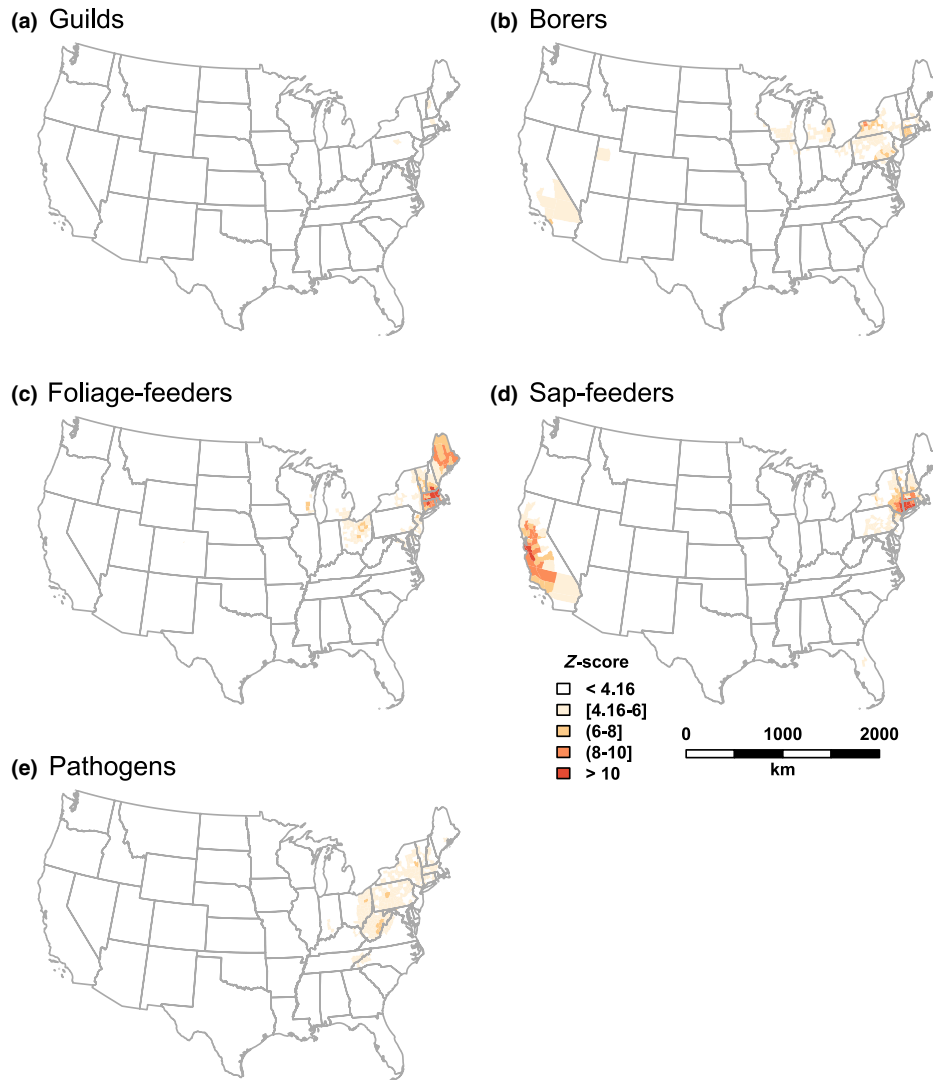 (a) Guilds
(b) Borers
(c) Foliage-feeders
(d) Sap-feeders
Z-score
< 4.16
[4.16-6]
(6-8]
(8-10]
> 10
0 1000 2000
km
(e) Pathogens